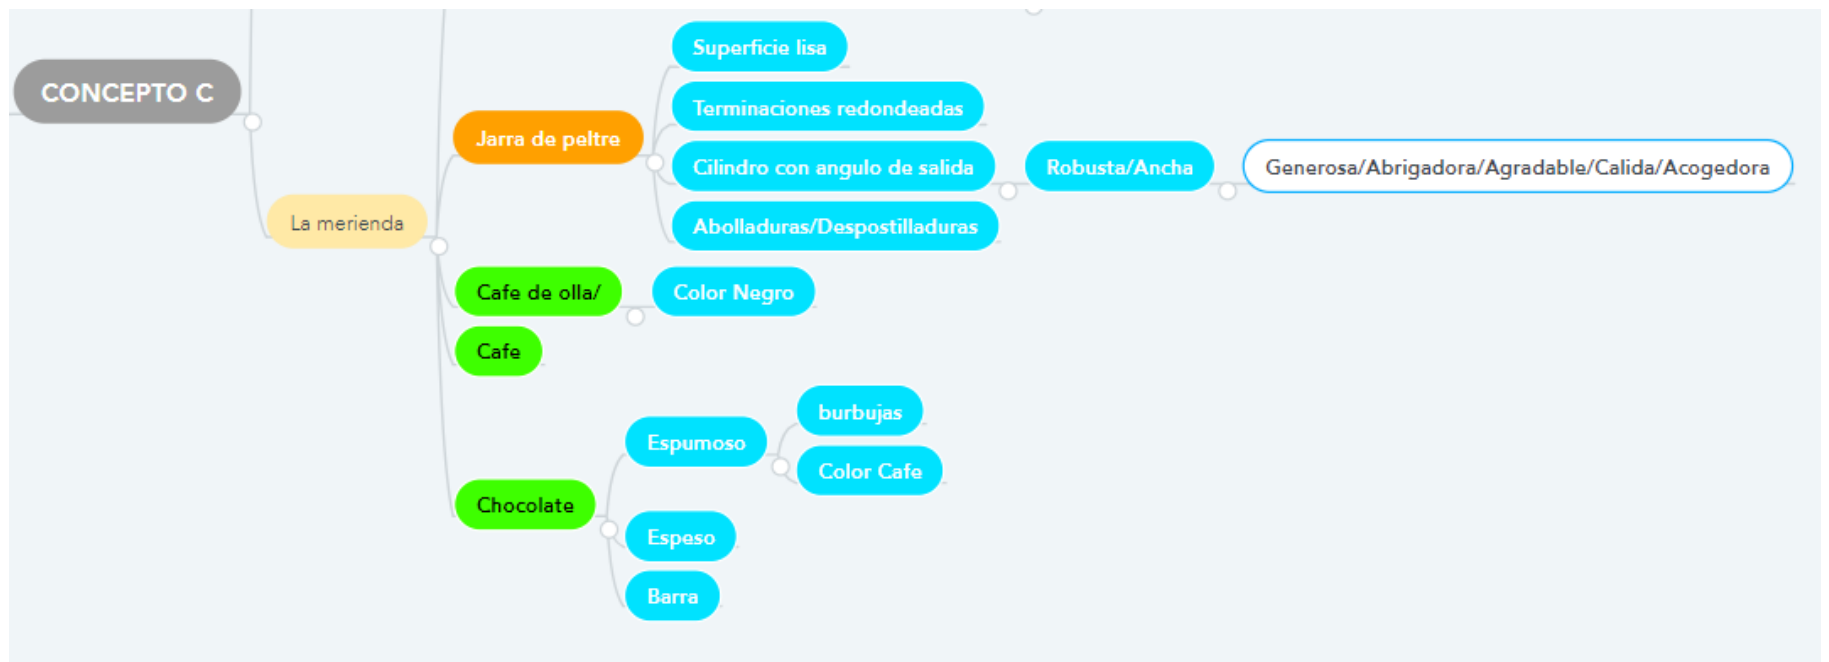 CONCEPTO C
La merienda
Jarra de peltre
Superficie lisa
Terminaciones redondeadas
Cilindro con angulo de salida
Robusta/Ancha
Generosa/Abrigadora/Agradable/Calida/Acogedora
Abolladuras/Despostilladuras
Cafe de olla/
Color Negro
Cafe
Chocolate
Espumoso
burbujas
Color Cafe
Espeso
Barra